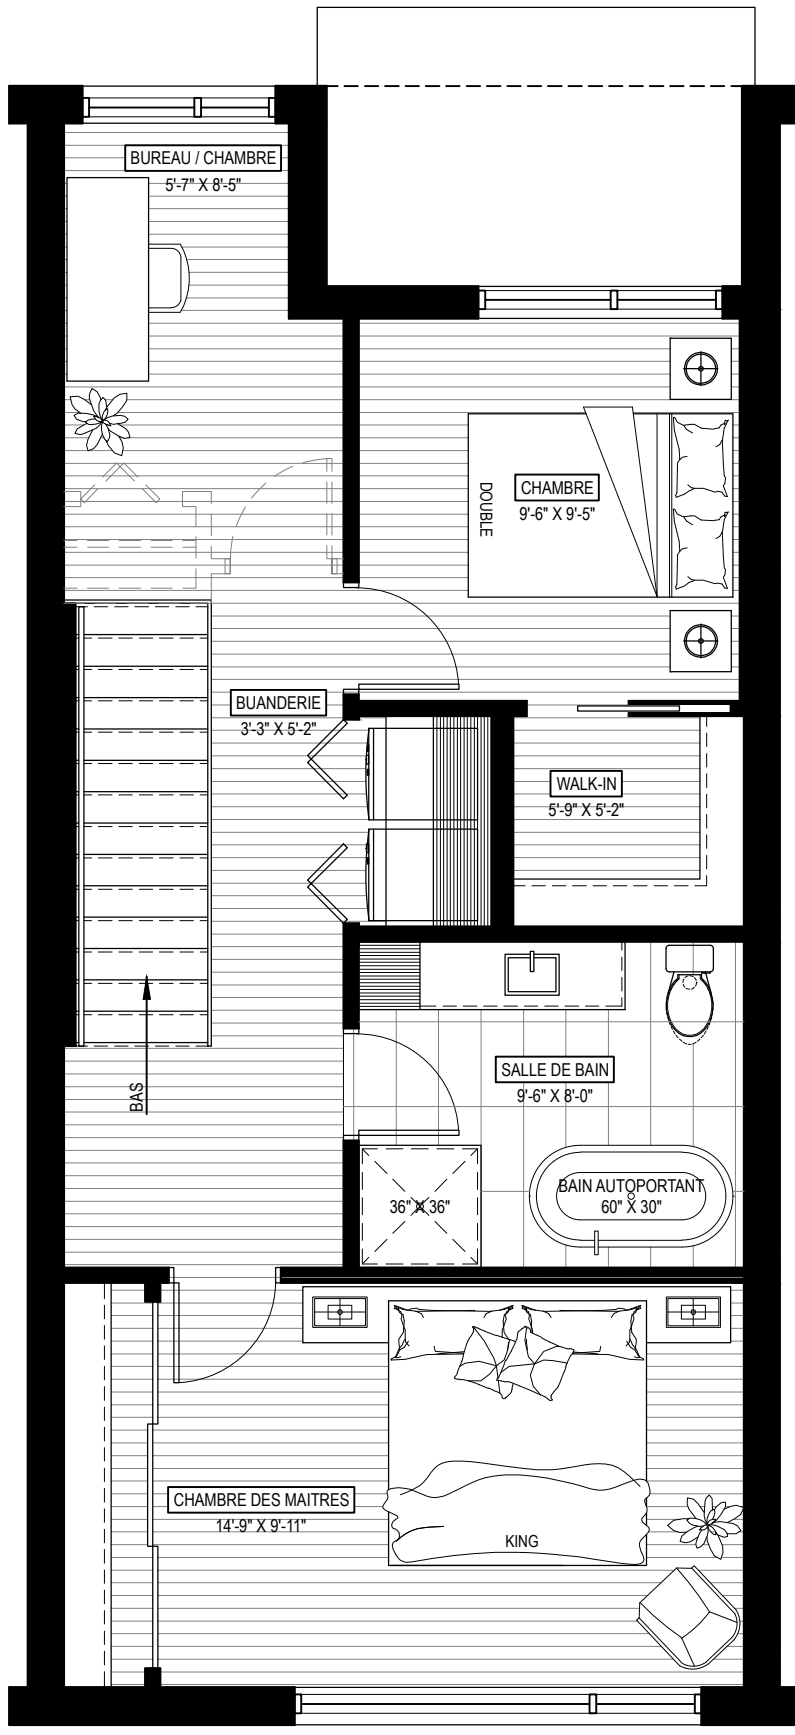 BUREAU / CHAMBRE
5'-7" X 8'-5"
DOUBLE
CHAMBRE
9'-6" X 9'-5"
BUANDERIE
3'-3" X 5'-2"
WALK-IN
5'-9" X 5'-2"
BAS
SALLE DE BAIN
9'-6" X 8'-0"
36" X 36"
BAIN AUTOPORTANT
60" X 30"
CHAMBRE DES MAITRES
14'-9" X 9'-11"
KING